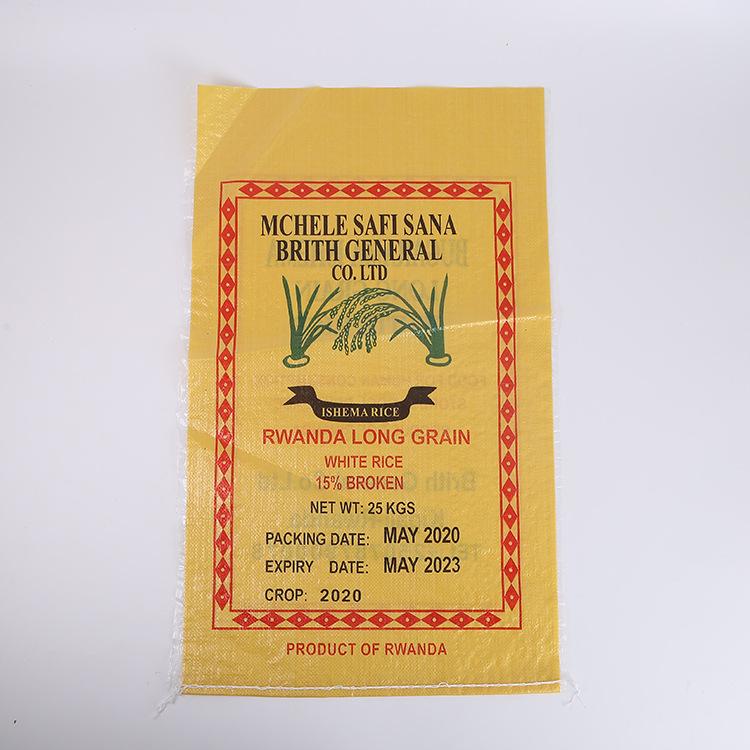 MCHELE SAFI SANA
BRITH GENERAL
CO. LTD
ISHEMA RICE
RWANDA LONG GRAIN
WHITE RICE
15% BROKEN
NET WT: 25 KGS
PACKING DATE: MAY 2020
EXPIRY DATE: MAY 2023
CROP: 2020
PRODUCT OF RWANDA